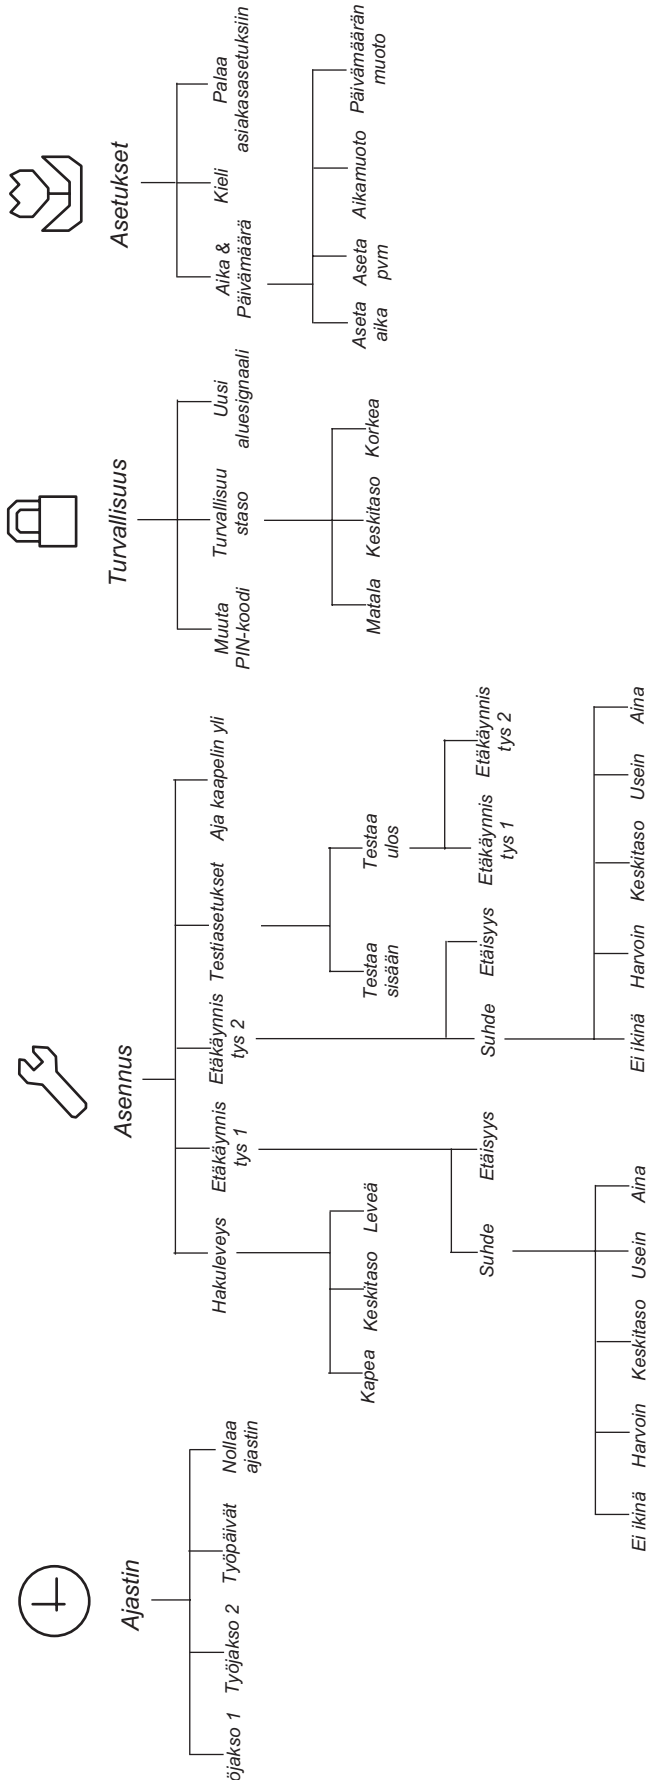 Ajastin
Työjakso 2
Työpäivät
Nollaa
ajastin
Asennus
Hakuleveys
Kapea
Keskitaso
Leveä
Etäkäynnis
tys 1
Suhde
Etäisyys
Ei ikinä
Harvoin
Keskitaso
Usein
Aina
Etäkäynnis
tys 2
Suhde
Etäisyys
Ei ikinä
Harvoin
Keskitaso
Usein
Aina
Testiasetukset
Testaa
sisään
Testaa
ulos
Etäkäynnis
tys 1
Etäkäynnis
tys 2
Aja kaapelin yli
Turvallisuus
Muuta
PIN-koodi
Turvallisuu
staso
Uusi
aluesignaali
Matala
Keskitaso
Korkea
Asetukset
Aika &
Päivämäärä
Kieli
Palaa
asiakasasetuksiin
Aseta
aika
Aseta
pvm
Aikamuoto
Päivämäärän
muoto